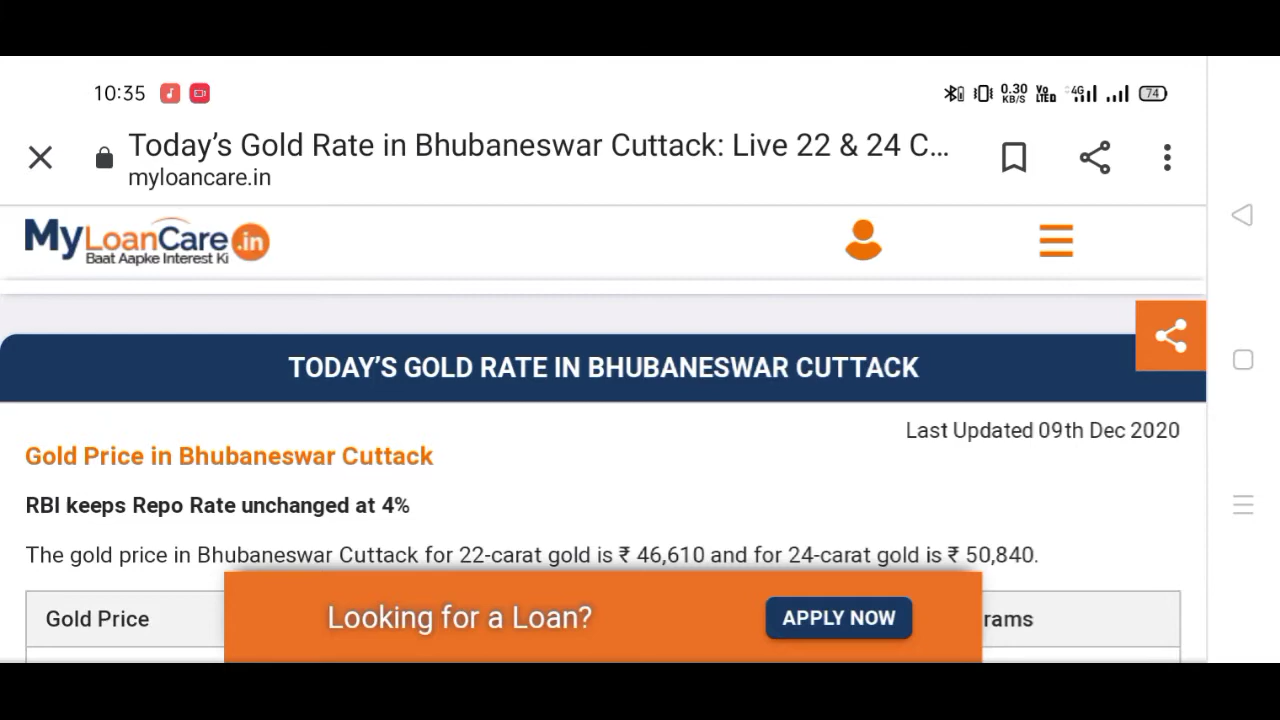 10:35 0.30 KB/S Vo LTED 4G 74
Today’s Gold Rate in Bhubaneswar Cuttack: Live 22 & 24 C...
myloancare.in
MyLoanCare.in
Baat Aapke Interest Ki
TODAY’S GOLD RATE IN BHUBANESWAR CUTTACK
Last Updated 09th Dec 2020
Gold Price in Bhubaneswar Cuttack
RBI keeps Repo Rate unchanged at 4%
The gold price in Bhubaneswar Cuttack for 22-carat gold is ₹ 46,610 and for 24-carat gold is ₹ 50,840.
Gold Price rams
Looking for a Loan? APPLY NOW